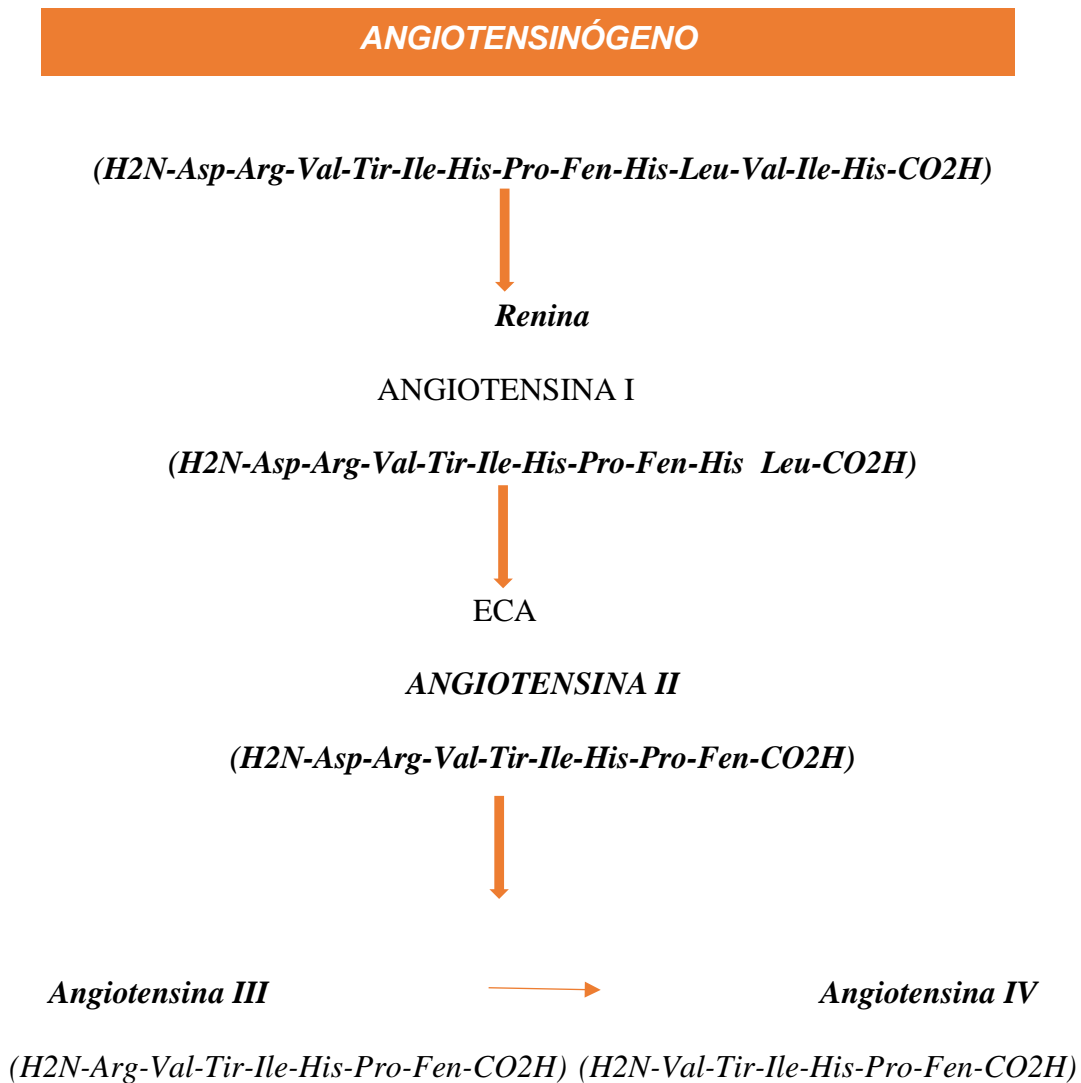 ANGIOTENSINÓGENO
(H2N-Asp-Arg-Val-Tir-Ile-His-Pro-Fen-His-Leu-Val-Ile-His-CO2H)
Renina
ANGIOTENSINA I
(H2N-Asp-Arg-Val-Tir-Ile-His-Pro-Fen-His Leu-CO2H)
ECA
ANGIOTENSINA II
(H2N-Asp-Arg-Val-Tir-Ile-His-Pro-Fen-CO2H)
Angiotensina III Angiotensina IV
(H2N-Arg-Val-Tir-Ile-His-Pro-Fen-CO2H) (H2N-Val-Tir-Ile-His-Pro-Fen-CO2H)